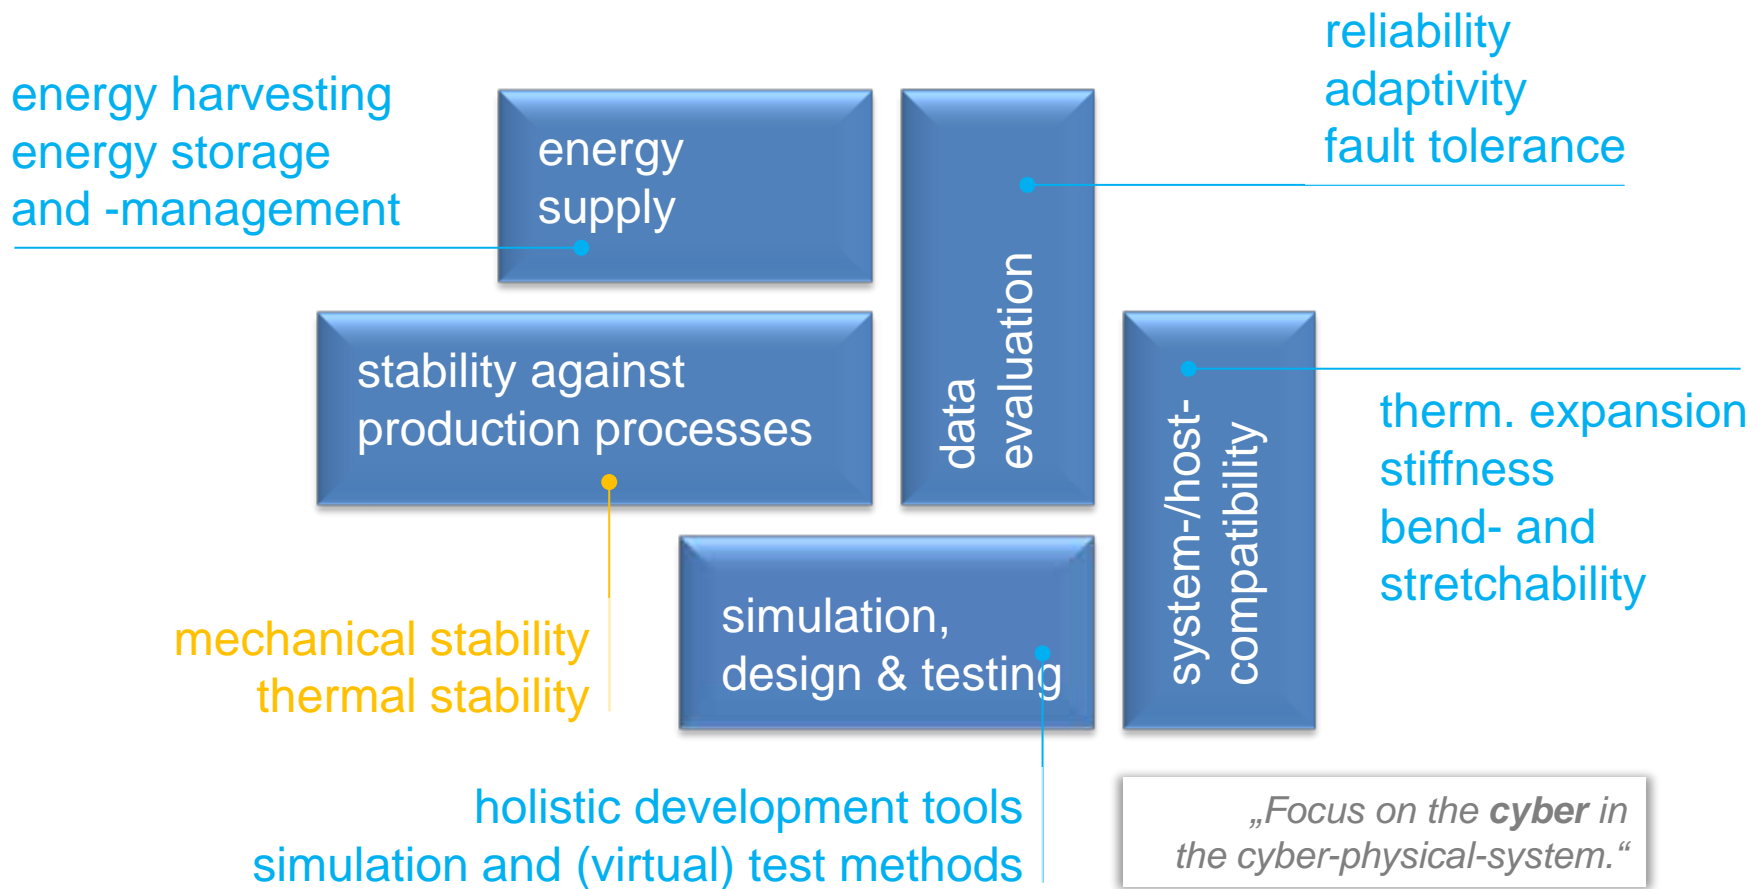 energy harvesting
energy storage
and -management
energy
supply
data
evaluation
reliability
adaptivity
fault tolerance
stability against
production processes
mechanical stability
thermal stability
system-/host-
compatibility
therm. expansion
stiffness
bend- and
stretchability
simulation,
design & testing
holistic development tools
simulation and (virtual) test methods
„Focus on the cyber in
the cyber-physical-system.“